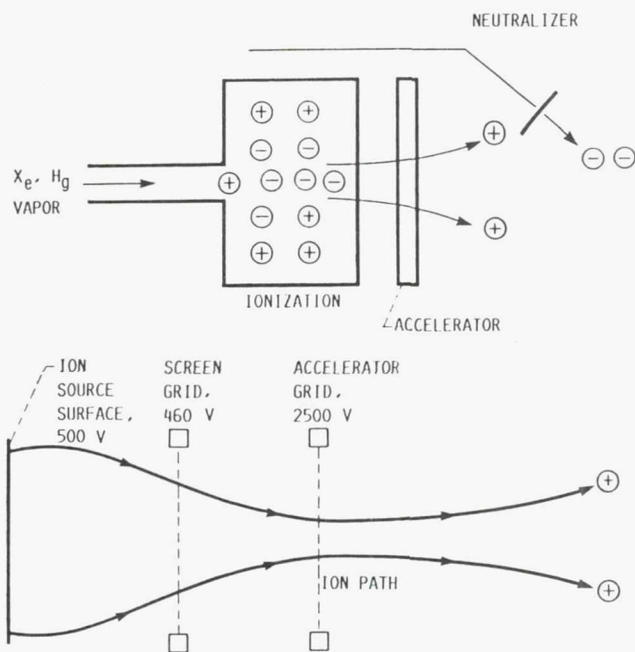 NEUTRALIZER
Xe, Hg
VAPOR
IONIZATION
ACCELERATOR
ION
SOURCE
SURFACE,
500 V
SCREEN
GRID,
460 V
ACCELERATOR
GRID,
2500 V
ION PATH